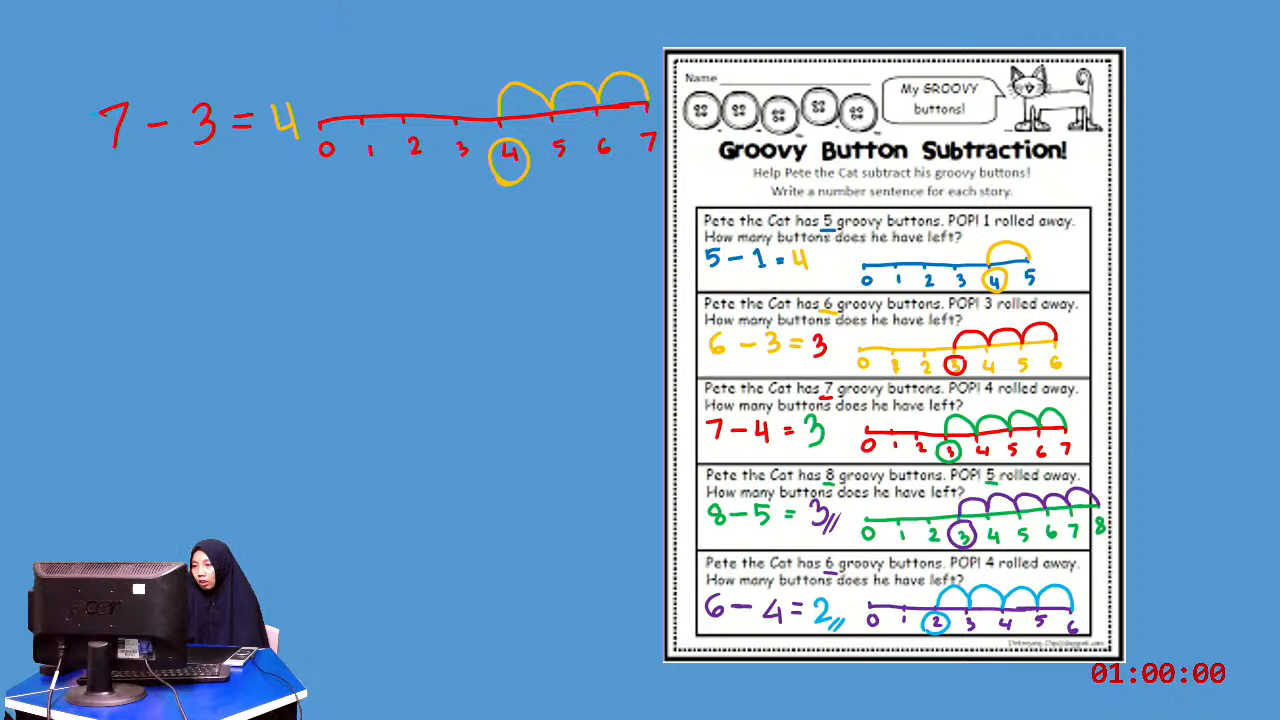 7 - 3 = 4
0 1 2 3 4 5 6 7
Name
My GROOVY
buttons!
Groovy Button Subtraction!
Help Pete the Cat subtract his groovy buttons!
Write a number sentence for each story.
Pete the Cat has 5 groovy buttons. POP! 1 rolled away.
How many buttons does he have left?
5 - 1 = 4
0 1 2 3 4 5
Pete the Cat has 6 groovy buttons. POP! 3 rolled away.
How many buttons does he have left?
6 - 3 = 3
0 1 2 3 4 5 6
Pete the Cat has 7 groovy buttons. POP! 4 rolled away.
How many buttons does he have left?
7 - 4 = 3
0 1 2 3 4 5 6 7
Pete the Cat has 8 groovy buttons. POP! 5 rolled away.
How many buttons does he have left?
8 - 5 = 3
0 1 2 3 4 5 6 7 8
Pete the Cat has 6 groovy buttons. POP! 4 rolled away.
How many buttons does he have left?
6 - 4 = 2
0 1 2 3 4 5 6
acer
01:00:00